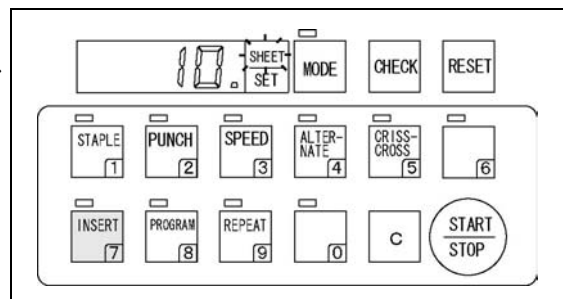 10. SHEET
SET
MODE
CHECK
RESET
STAPLE
1
PUNCH
2
SPEED
3
ALTER-
NATE
4
CRISS-
CROSS
5
6
INSERT
7
PROGRAM
8
REPEAT
9
0
C
START
STOP